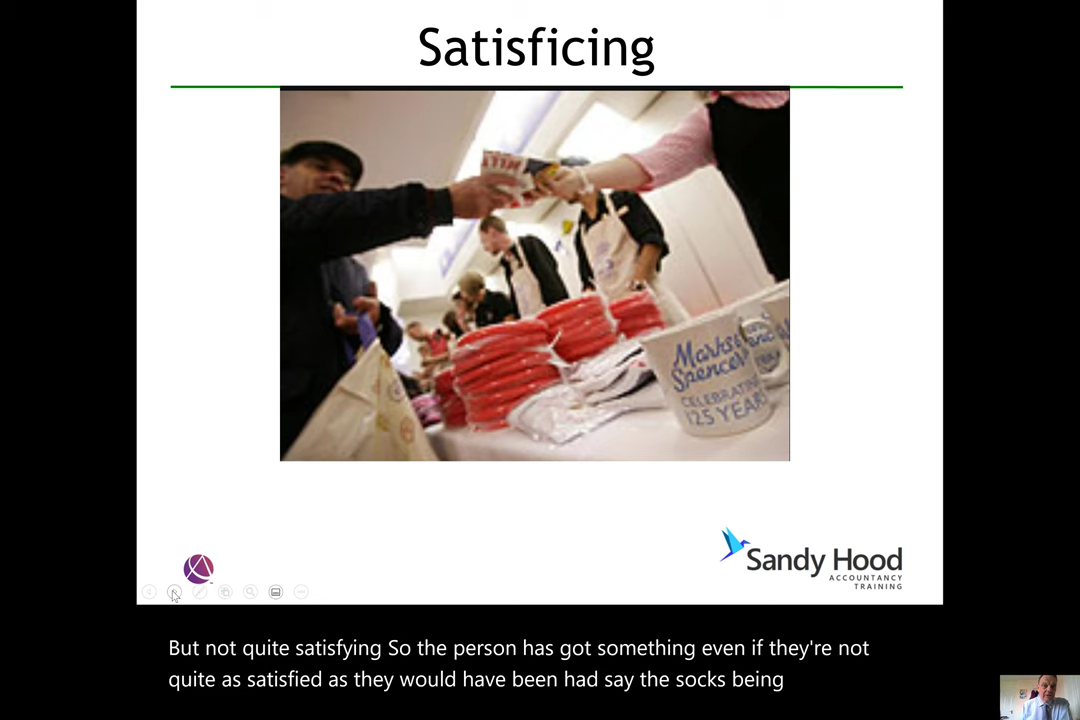 Satisficing
Marks &
Spencer
CELEBRATING
125 YEARS
Sandy Hood
ACCOUNTANCY
TRAINING
But not quite satisfying So the person has got something even if they're not
quite as satisfied as they would have been had say the socks being